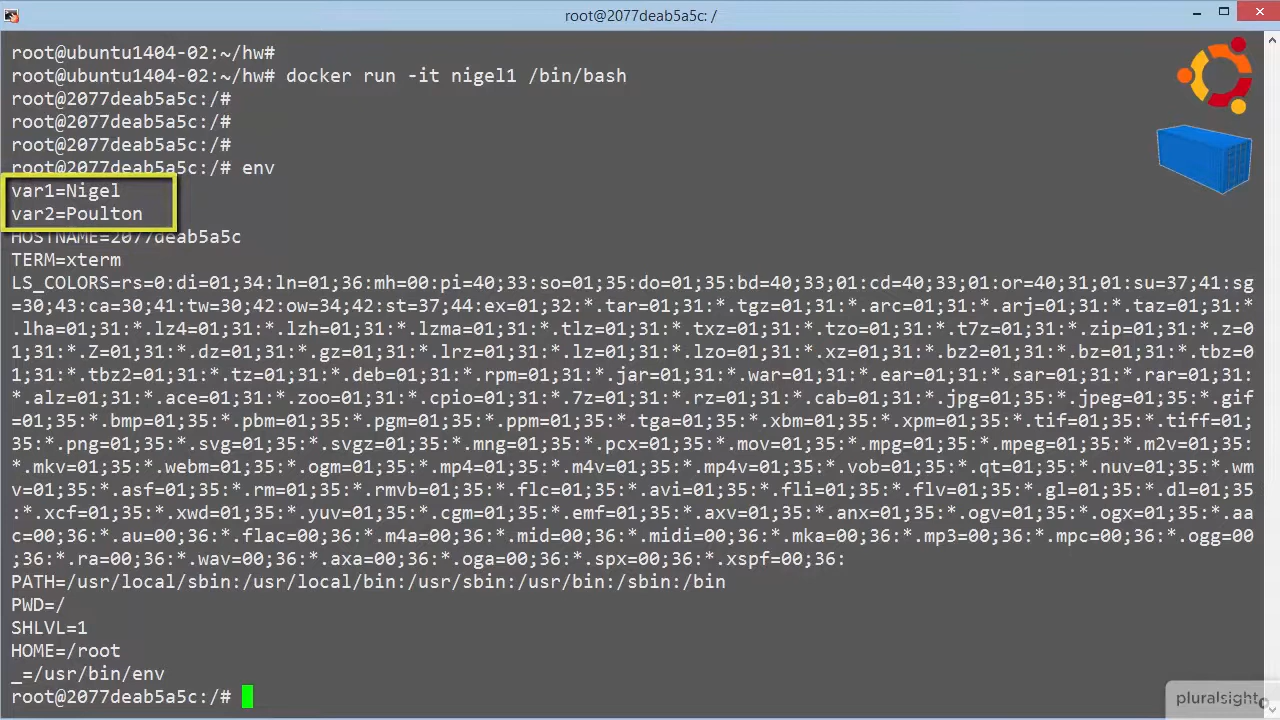 root@2077deab5a5c: /
root@ubuntu1404-02:~/hw#
root@ubuntu1404-02:~/hw# docker run -it nigel1 /bin/bash
root@2077deab5a5c:/#
root@2077deab5a5c:/#
root@2077deab5a5c:/#
root@2077deab5a5c:/# env
var1=Nigel
var2=Poulton
HOSTNAME=2077deab5a5c
TERM=xterm
LS_COLORS=rs=0:di=01;34:ln=01;36:mh=00:pi=40;33:so=01;35:do=01;35:bd=40;33;01:cd=40;33;01:or=40;31;01:su=37;41:sg
=30;43:ca=30;41:tw=30;42:ow=34;42:st=37;44:ex=01;32:*.tar=01;31:*.tgz=01;31:*.arc=01;31:*.arj=01;31:*.taz=01;31:*
.lha=01;31:*.lz4=01;31:*.lzh=01;31:*.lzma=01;31:*.tlz=01;31:*.txz=01;31:*.tzo=01;31:*.t7z=01;31:*.zip=01;31:*.z=0
1;31:*.Z=01;31:*.dz=01;31:*.gz=01;31:*.lrz=01;31:*.lz=01;31:*.lzo=01;31:*.xz=01;31:*.bz2=01;31:*.bz=01;31:*.tbz=0
1;31:*.tbz2=01;31:*.tz=01;31:*.deb=01;31:*.rpm=01;31:*.jar=01;31:*.war=01;31:*.ear=01;31:*.sar=01;31:*.rar=01;31:
*.alz=01;31:*.ace=01;31:*.zoo=01;31:*.cpio=01;31:*.7z=01;31:*.rz=01;31:*.cab=01;31:*.jpg=01;35:*.jpeg=01;35:*.gif
=01;35:*.bmp=01;35:*.pbm=01;35:*.pgm=01;35:*.ppm=01;35:*.tga=01;35:*.xbm=01;35:*.xpm=01;35:*.tif=01;35:*.tiff=01;
35:*.png=01;35:*.svg=01;35:*.svgz=01;35:*.mng=01;35:*.pcx=01;35:*.mov=01;35:*.mpg=01;35:*.mpeg=01;35:*.m2v=01;35:
*.mkv=01;35:*.webm=01;35:*.ogm=01;35:*.mp4=01;35:*.m4v=01;35:*.mp4v=01;35:*.vob=01;35:*.qt=01;35:*.nuv=01;35:*.wm
v=01;35:*.asf=01;35:*.rm=01;35:*.rmvb=01;35:*.flc=01;35:*.avi=01;35:*.fli=01;35:*.flv=01;35:*.gl=01;35:*.dl=01;35
:*.xcf=01;35:*.xwd=01;35:*.yuv=01;35:*.cgm=01;35:*.emf=01;35:*.axv=01;35:*.anx=01;35:*.ogv=01;35:*.ogx=01;35:*.aa
c=00;36:*.au=00;36:*.flac=00;36:*.m4a=00;36:*.mid=00;36:*.midi=00;36:*.mka=00;36:*.mp3=00;36:*.mpc=00;36:*.ogg=00
;36:*.ra=00;36:*.wav=00;36:*.axa=00;36:*.oga=00;36:*.spx=00;36:*.xspf=00;36:
PATH=/usr/local/sbin:/usr/local/bin:/usr/sbin:/usr/bin:/sbin:/bin
PWD=/
SHLVL=1
HOME=/root
_=/usr/bin/env
root@2077deab5a5c:/#
pluralsight